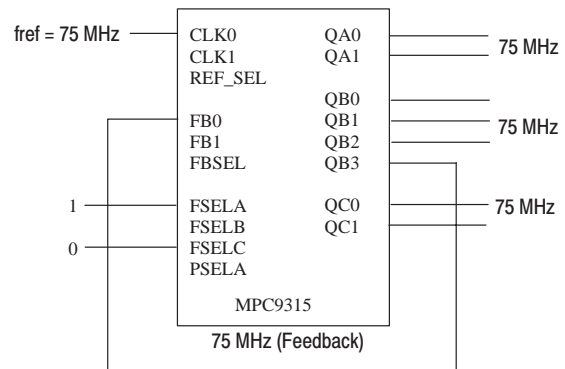 fref = 75 MHz
CLK0
CLK1
REF_SEL
FB0
FB1
FBSEL
1
FSELA
FSELB
0
FSELC
PSELA
QA0
QA1
75 MHz
QB0
QB1
QB2
QB3
75 MHz
QC0
QC1
75 MHz
MPC9315
75 MHz (Feedback)